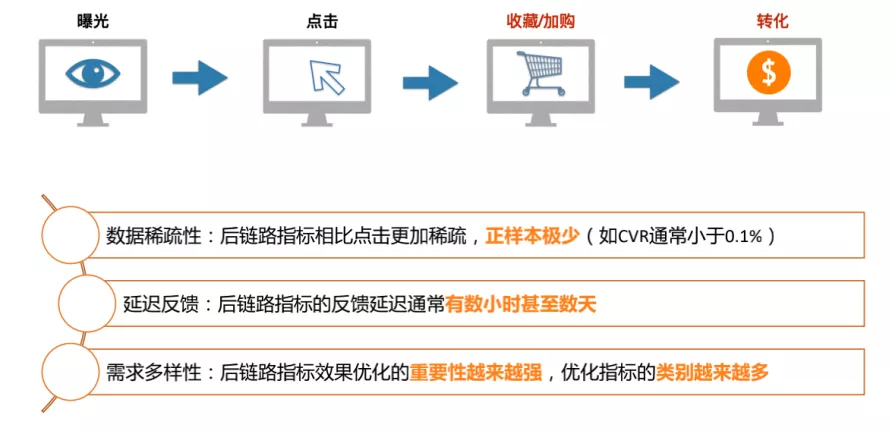 曝光
点击
收藏/加购
转化
$
数据稀疏性：后链路指标相比点击更加稀疏，正样本极少（如CVR通常小于0.1%）
延迟反馈：后链路指标的反馈延迟通常有数小时甚至数天
需求多样性：后链路指标效果优化的重要性越来越强，优化指标的类别越来越多